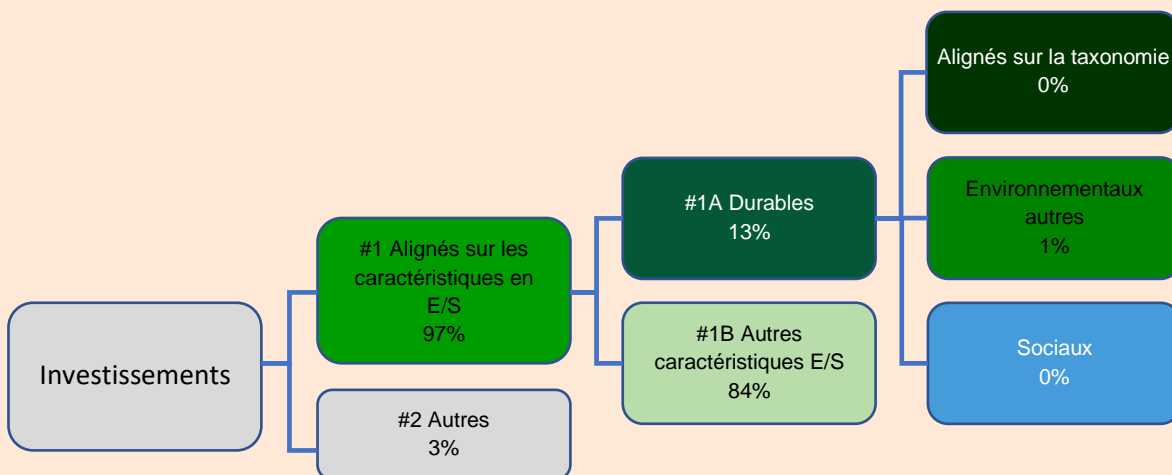 Investissements
#1 Alignés sur les
caractéristiques en
E/S
97%
#2 Autres
3%
#1A Durables
13%
#1B Autres
caractéristiques E/S
84%
Alignés sur la taxonomie
0%
Environnementaux
autres
1%
Sociaux
0%